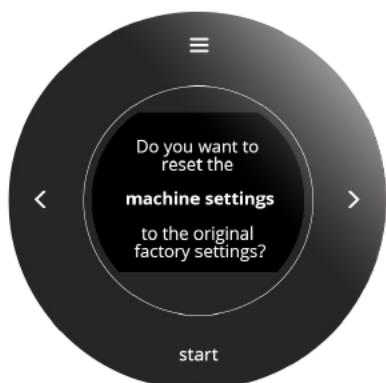 Do you want to
reset the
machine settings
to the original
factory settings?
start